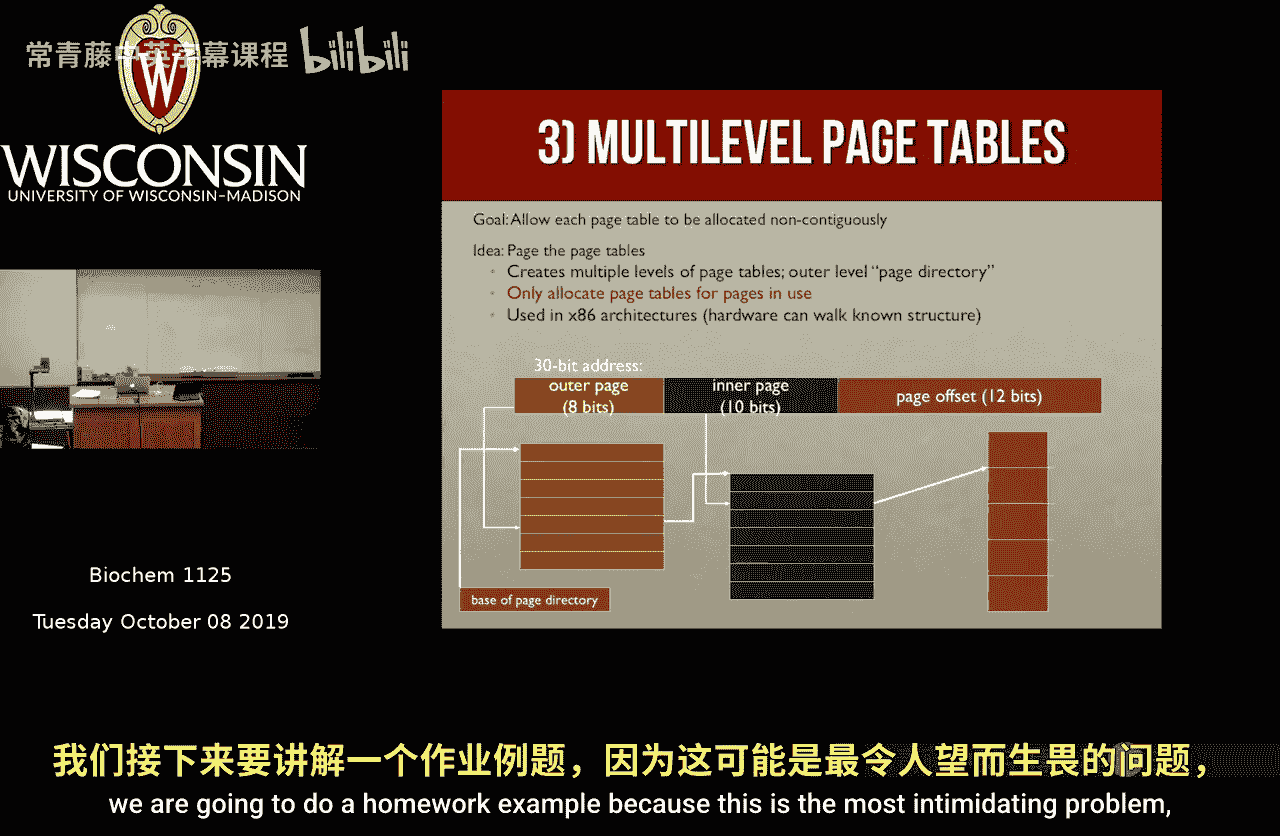 常青藤中英字幕课程 bilibili
W
WISCONSIN
UNIVERSITY OF WISCONSIN-MADISON
3) MULTILEVEL PAGE TABLES
Goal: Allow each page table to be allocated non-contiguously
Idea: Page the page tables
• Creates multiple levels of page tables; outer level “page directory”
• Only allocate page tables for pages in use
• Used in x86 architectures (hardware can walk known structure)
30-bit address:
outer page
(8 bits)
inner page
(10 bits)
page offset (12 bits)
base of page directory
Biochem 1125
Tuesday October 08 2019
我们接下来要讲解一个作业例题，因为这可能是最令人望而生畏的问题，
we are going to do a homework example because this is the most intimidating problem,